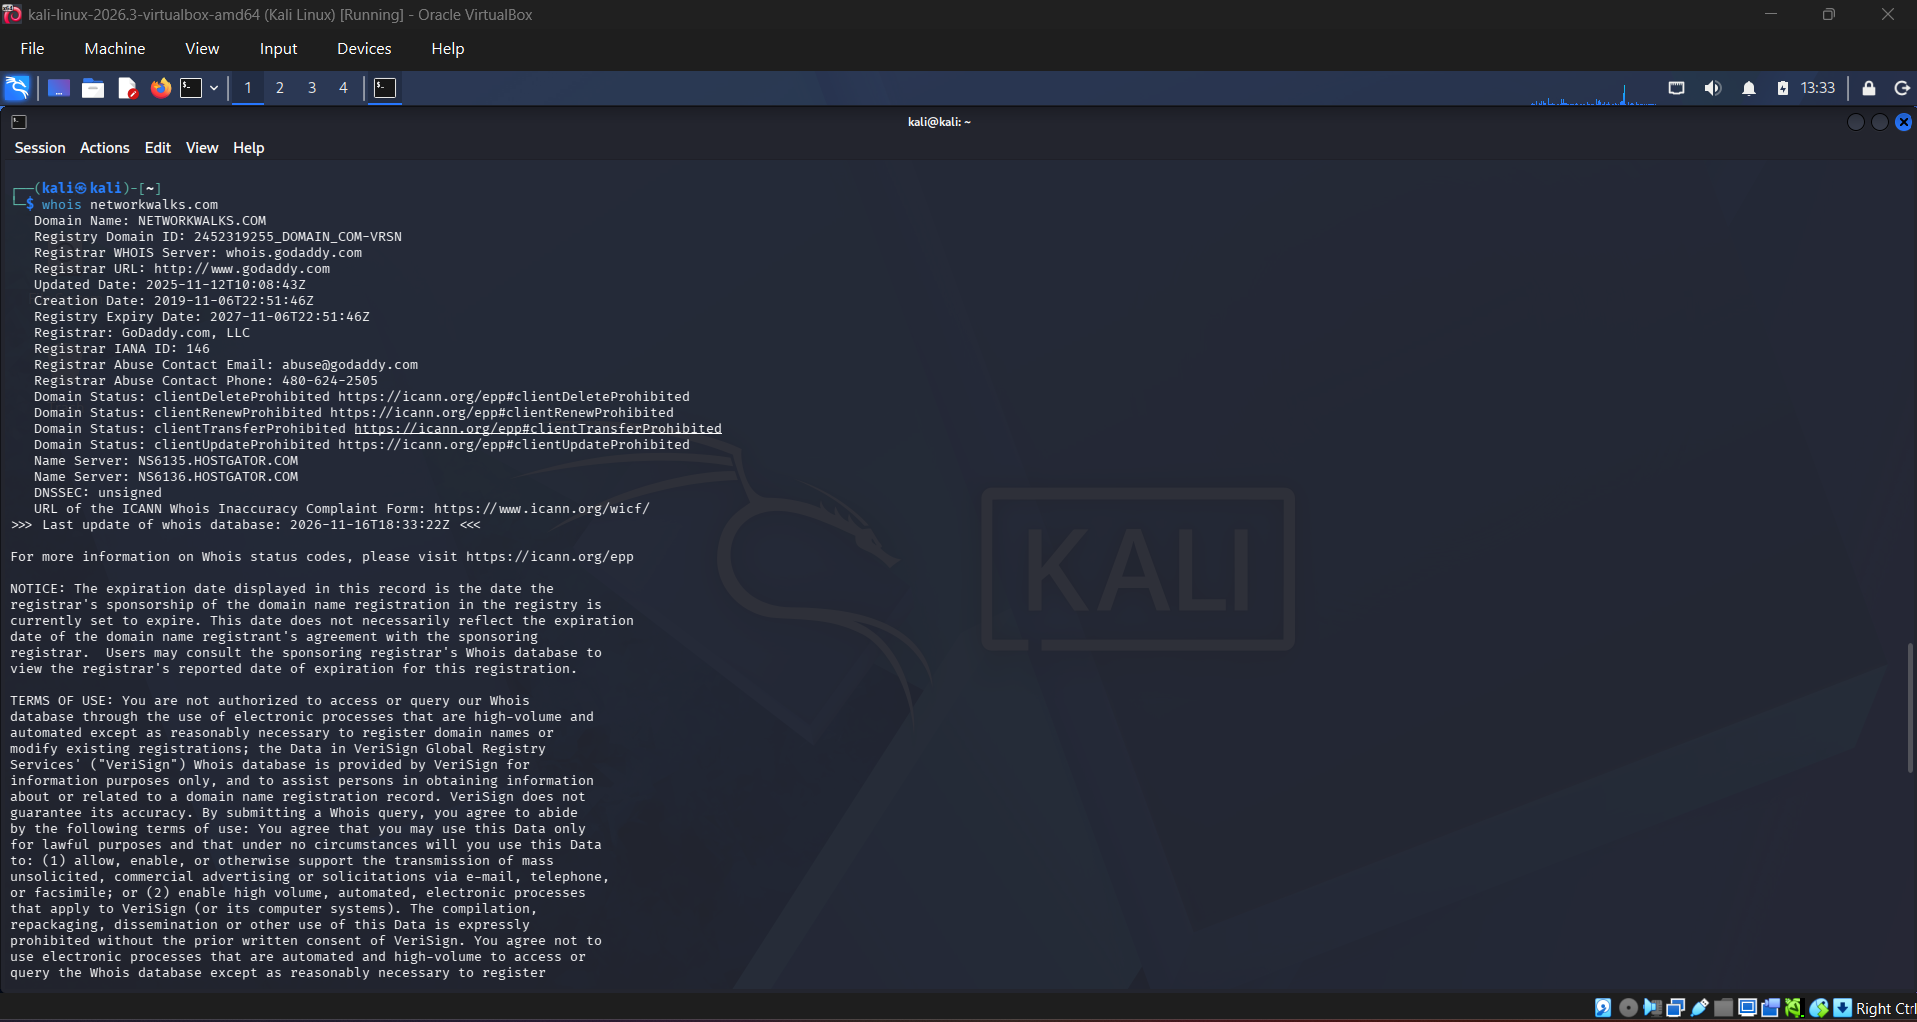 kali-linux-2026.3-virtualbox-amd64 (Kali Linux) [Running] - Oracle VirtualBox
File Machine View Input Devices Help
1 2 3 4 13:33
kali@kali: ~
Session Actions Edit View Help
┌──(kali㉿kali)-[~]
└─$ whois networkwalks.com
Domain Name: NETWORKWALKS.COM
Registry Domain ID: 2452319255_DOMAIN_COM-VRSN
Registrar WHOIS Server: whois.godaddy.com
Registrar URL: http://www.godaddy.com
Updated Date: 2025-11-12T10:08:43Z
Creation Date: 2019-11-06T22:51:46Z
Registry Expiry Date: 2027-11-06T22:51:46Z
Registrar: GoDaddy.com, LLC
Registrar IANA ID: 146
Registrar Abuse Contact Email: abuse@godaddy.com
Registrar Abuse Contact Phone: 480-624-2505
Domain Status: clientDeleteProhibited https://icann.org/epp#clientDeleteProhibited
Domain Status: clientRenewProhibited https://icann.org/epp#clientRenewProhibited
Domain Status: clientTransferProhibited https://icann.org/epp#clientTransferProhibited
Domain Status: clientUpdateProhibited https://icann.org/epp#clientUpdateProhibited
Name Server: NS6135.HOSTGATOR.COM
Name Server: NS6136.HOSTGATOR.COM
DNSSEC: unsigned
URL of the ICANN Whois Inaccuracy Complaint Form: https://www.icann.org/wicf/
>>> Last update of whois database: 2026-11-16T18:33:22Z <<<
For more information on Whois status codes, please visit https://icann.org/epp
NOTICE: The expiration date displayed in this record is the date the
registrar's sponsorship of the domain name registration in the registry is
currently set to expire. This date does not necessarily reflect the expiration
date of the domain name registrant's agreement with the sponsoring
registrar.  Users may consult the sponsoring registrar's Whois database to
view the registrar's reported date of expiration for this registration.
TERMS OF USE: You are not authorized to access or query our Whois
database through the use of electronic processes that are high-volume and
automated except as reasonably necessary to register domain names or
modify existing registrations; the Data in VeriSign Global Registry
Services' ("VeriSign") Whois database is provided by VeriSign for
information purposes only, and to assist persons in obtaining information
about or related to a domain name registration record. VeriSign does not
guarantee its accuracy. By submitting a Whois query, you agree to abide
by the following terms of use: You agree that you may use this Data only
for lawful purposes and that under no circumstances will you use this Data
to: (1) allow, enable, or otherwise support the transmission of mass
unsolicited, commercial advertising or solicitations via e-mail, telephone,
or facsimile; or (2) enable high volume, automated, electronic processes
that apply to VeriSign (or its computer systems). The compilation,
repackaging, dissemination or other use of this Data is expressly
prohibited without the prior written consent of VeriSign. You agree not to
use electronic processes that are automated and high-volume to access or
query the Whois database except as reasonably necessary to register
KALI
Right Ctrl